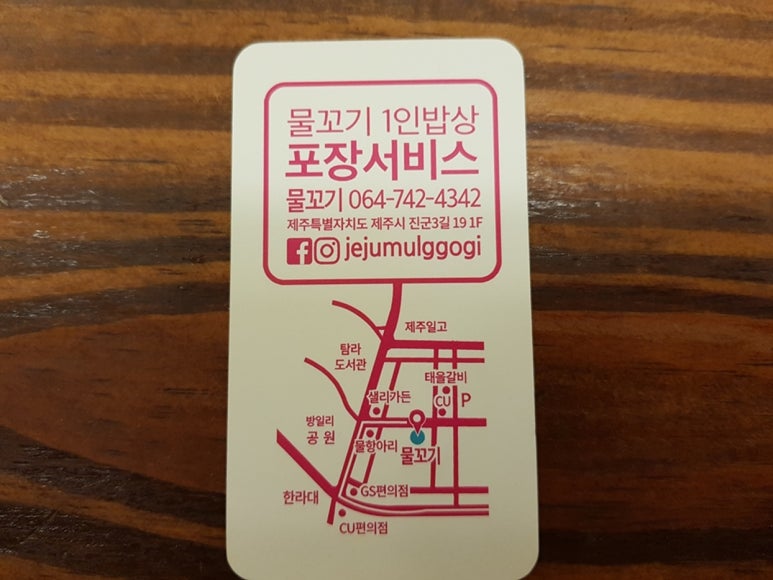 물꼬기 1인밥상
포장서비스
물꼬기 064-742-4342
제주특별자치도 제주시 진군3길 19 1F
jejumulggogi
제주일고
탐라
도서관
태을갈비
샐리카든
CU P
방일리
공원
물항아리
물꼬기
한라대
GS편의점
CU편의점